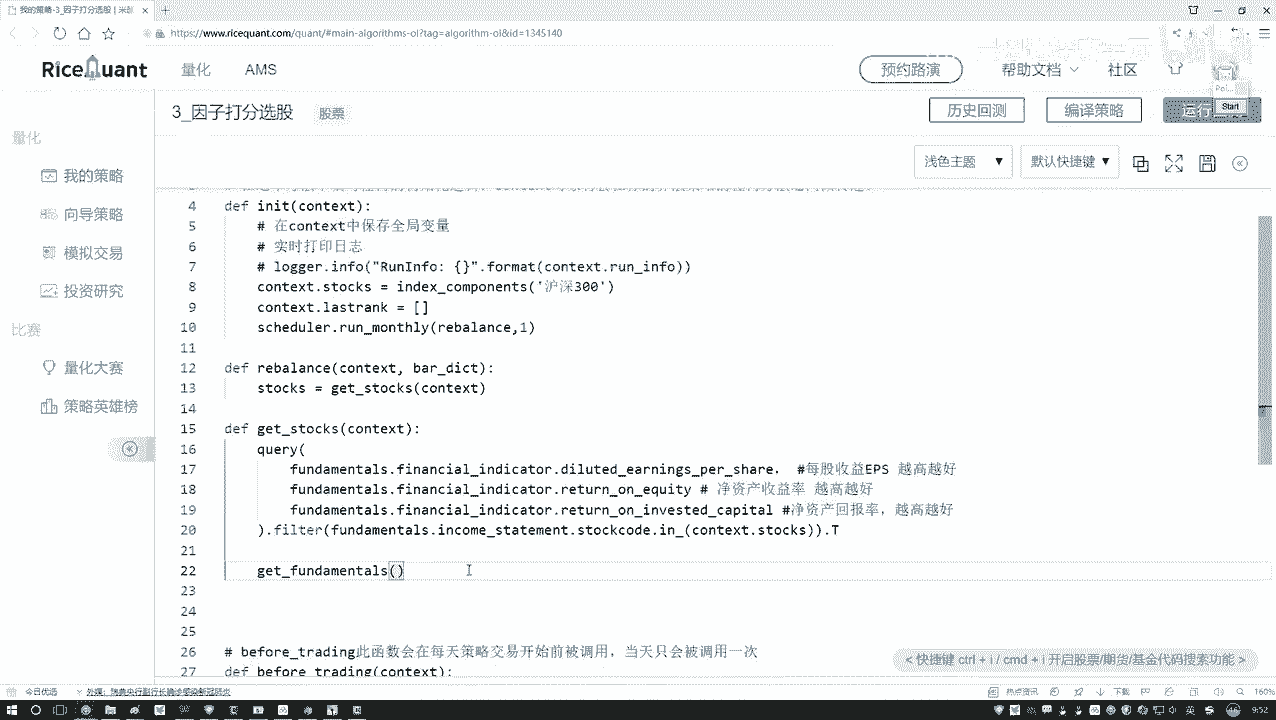 我的策略-3_因子打分选股 | 米
https://www.ricequant.com/quant/#main-algorithms-ol?tag=algorithm-ol&id=1345140
RiceQuant 量化 AMS 预约路演 帮助文档 社区
3_因子打分选股 股票 历史回测 编译策略 运行 Start
浅色主题 默认快捷键
量化
我的策略
向导策略
模拟交易
投资研究
比赛
量化大赛
策略英雄榜
4 def init(context):
5 # 在context中保存全局变量
6 # 实时打印日志
7 # logger.info("RunInfo: {}".format(context.run_info))
8 context.stocks = index_components('沪深300')
9 context.lastrank = []
10 scheduler.run_monthly(rebalance,1)
11
12 def rebalance(context, bar_dict):
13 stocks = get_stocks(context)
14
15 def get_stocks(context):
16 query(
17 fundamentals.financial_indicator.diluted_earnings_per_share. #每股收益EPS 越高越好
18 fundamentals.financial_indicator.return_on_equity # 净资产收益率 越高越好
19 fundamentals.financial_indicator.return_on_invested_capital #净资产回报率，越高越好
20 ).filter(fundamentals.income_statement.stockcode.in_(context.stocks)).T
21
22 get_fundamentals()
23
24
25
26 # before_trading此函数会在每天策略交易开始前被调用，当天只会被调用一次
27 def before_trading(context):
< 快捷键 ctrl + i / cmd + i 开启股票/期货/基金代码搜索功能 >
今日优选 热点资讯 下载 160%
英 9:52